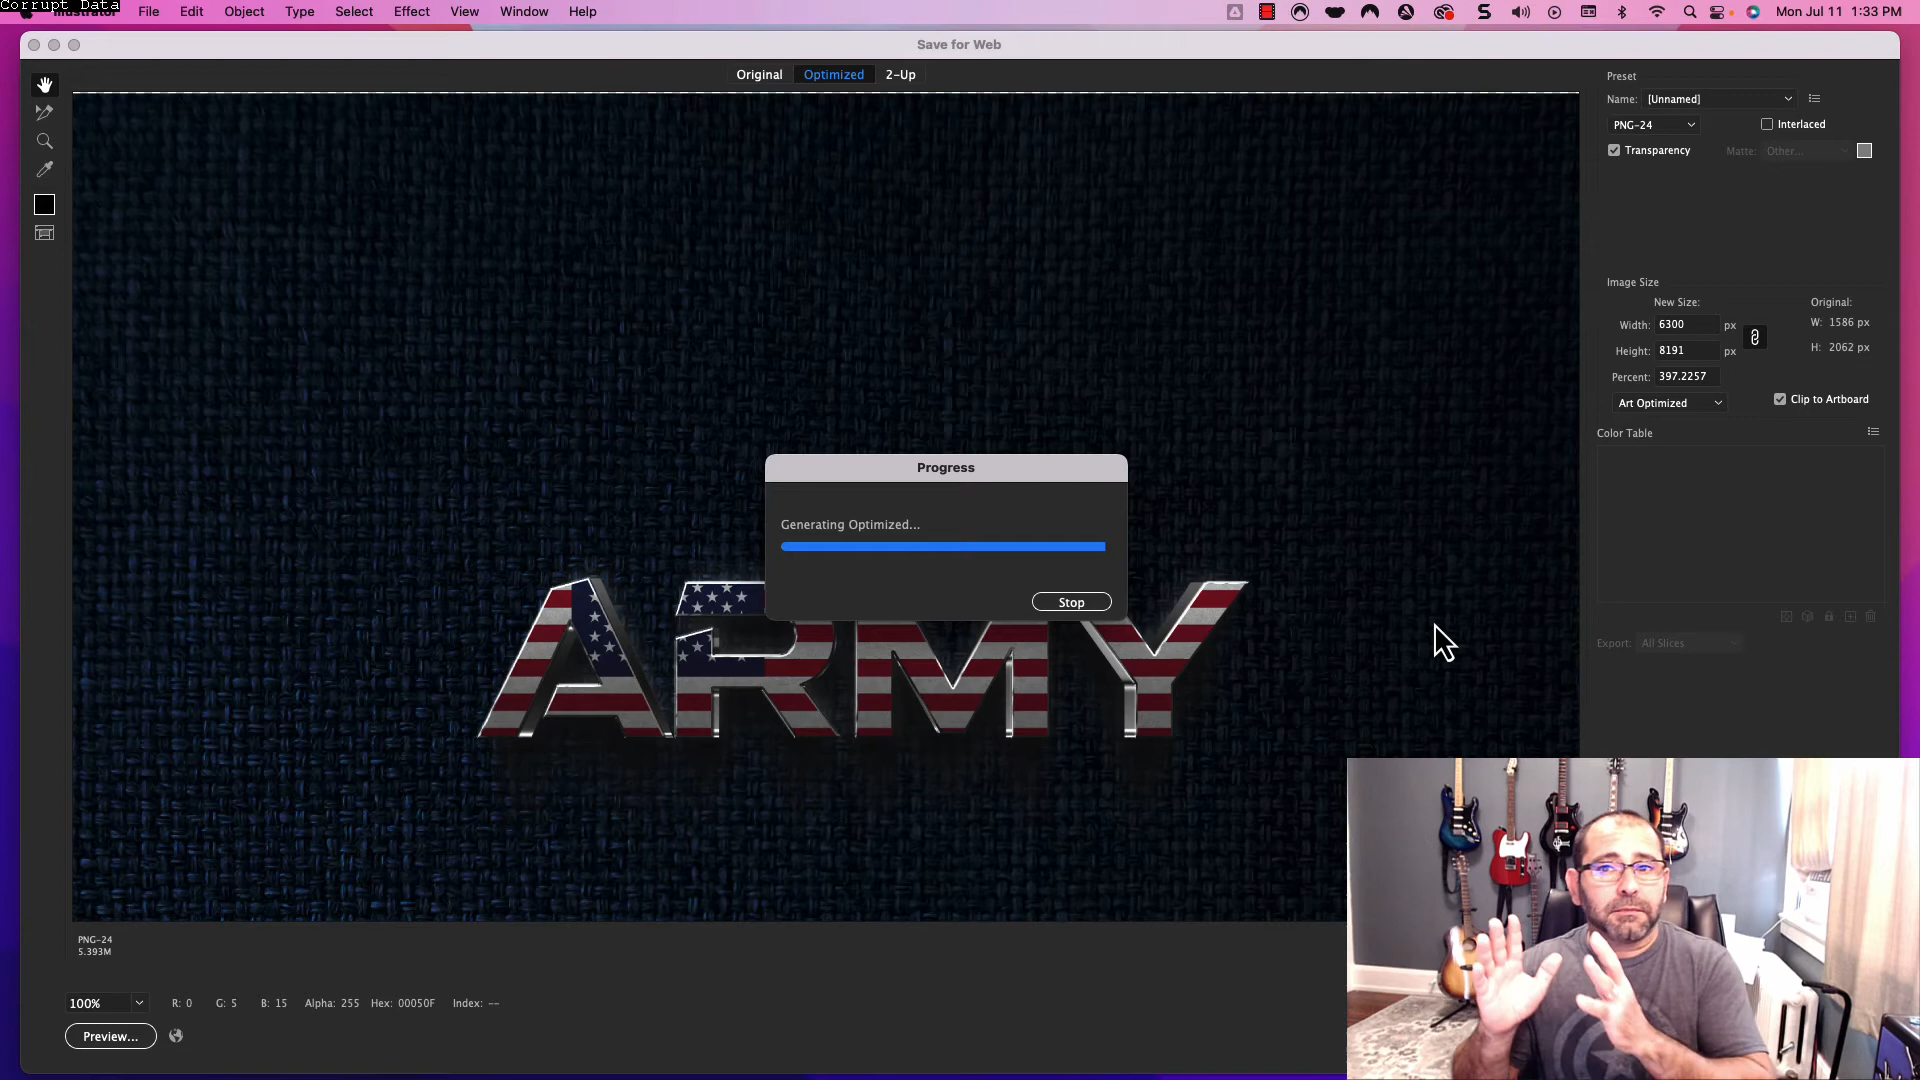 Corrupt Data
Illustrator File Edit Object Type Select Effect View Window Help
Mon Jul 11 1:33 PM
Save for Web
Original Optimized 2-Up
Preset
Name: [Unnamed]
PNG-24 Interlaced
Transparency Matte: Other...
Image Size
New Size: Original:
Width: 6300 px W: 1586 px
Height: 8191 px H: 2062 px
Percent: 397.2257
Art Optimized Clip to Artboard
Color Table
Progress
Generating Optimized...
Stop
ARMY
Export: All Slices
PNG-24
5.393M
100% R: 0 G: 5 B: 15 Alpha: 255 Hex: 00050F Index: --
Preview...